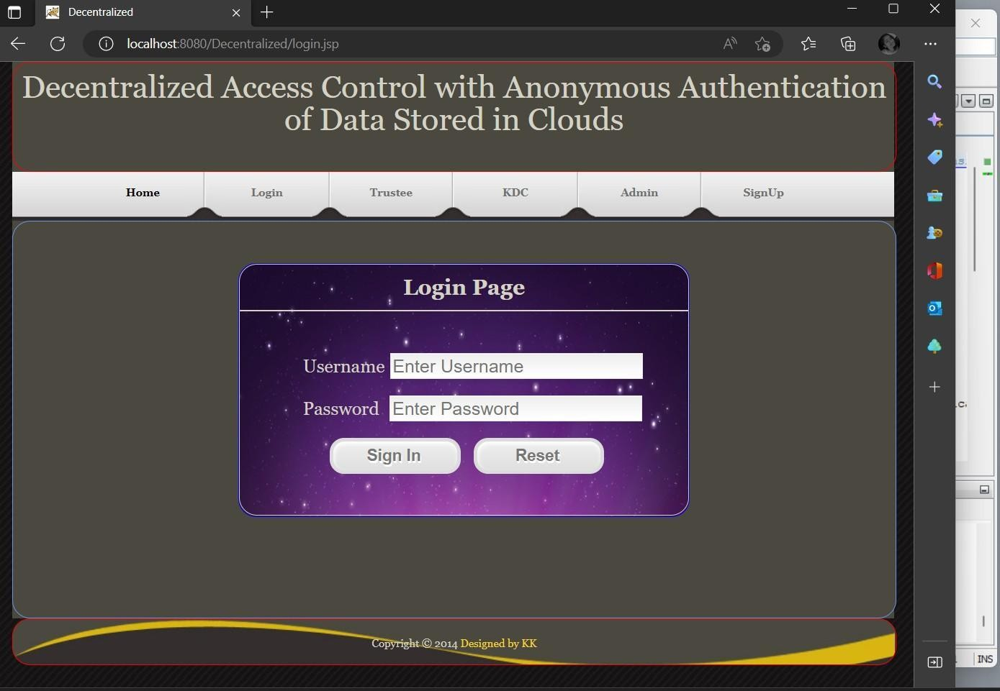 Decentralized
localhost:8080/Decentralized/login.jsp
Decentralized Access Control with Anonymous Authentication
of Data Stored in Clouds
Home Login Trustee KDC Admin SignUp
Login Page
Username Enter Username
Password Enter Password
Sign In Reset
Copyright © 2014 Designed by KK
INS